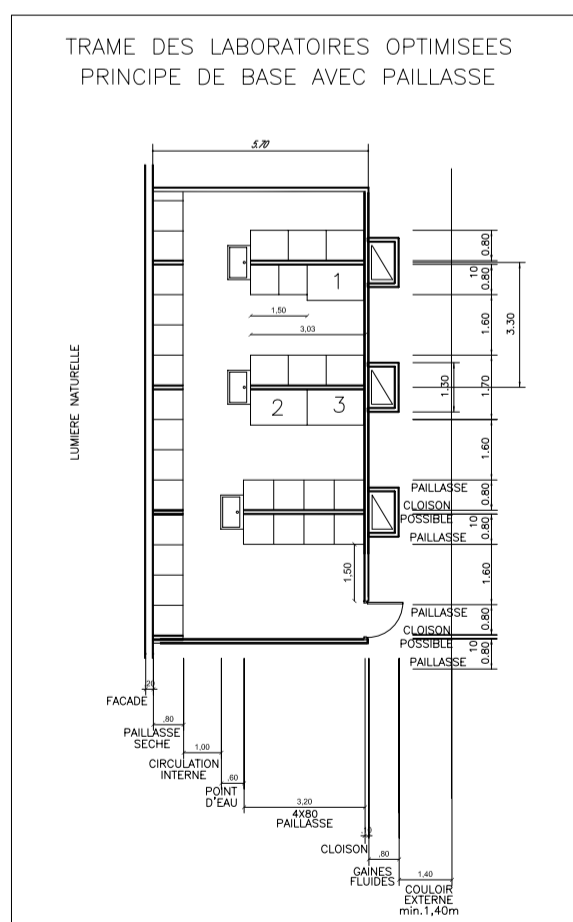 TRAME DES LABORATOIRES OPTIMISEES
PRINCIPE DE BASE AVEC PAILLASSE
5.70
LUMIERE NATURELLE
1
1,50
3,03
2
3
1,50
0.80
10
0.80
1.60
3.30
1.30
1.70
1.60
PAILLASSE
CLOISON
POSSIBLE
PAILLASSE
0.80
10
0.80
1.60
PAILLASSE
CLOISON
POSSIBLE
PAILLASSE
0.80
10
0.80
,20
FACADE
,80
PAILLASSE
SECHE
1,00
CIRCULATION
INTERNE
,60
POINT
D'EAU
3,20
4X80
PAILLASSE
,10
CLOISON
,80
GAINES
FLUIDES
1,40
COULOIR
EXTERNE
min.1,40m